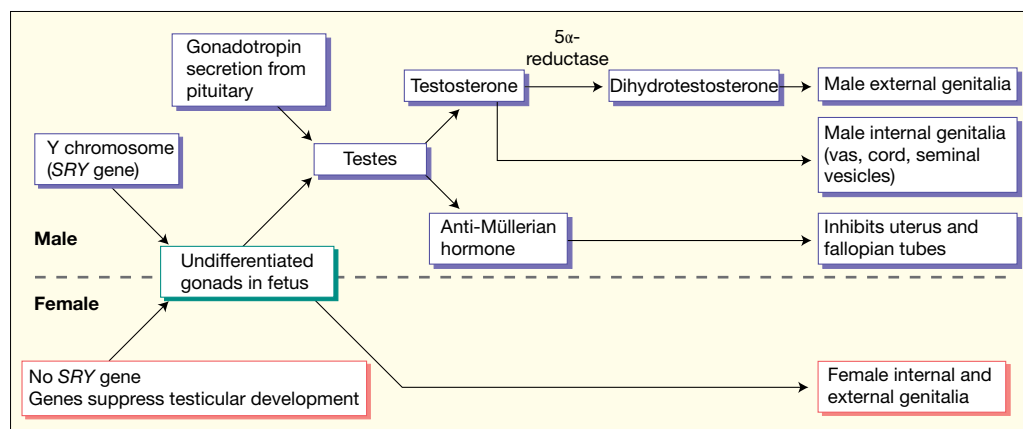 Gonadotropin
secretion from
pituitary
5α-
reductase
Testosterone
Dihydrotestosterone
Male external genitalia
Y chromosome
(SRY gene)
Testes
Male internal genitalia
(vas, cord, seminal
vesicles)
Anti-Müllerian
hormone
Inhibits uterus and
fallopian tubes
Male
Undifferentiated
gonads in fetus
Female
No SRY gene
Genes suppress testicular development
Female internal and
external genitalia